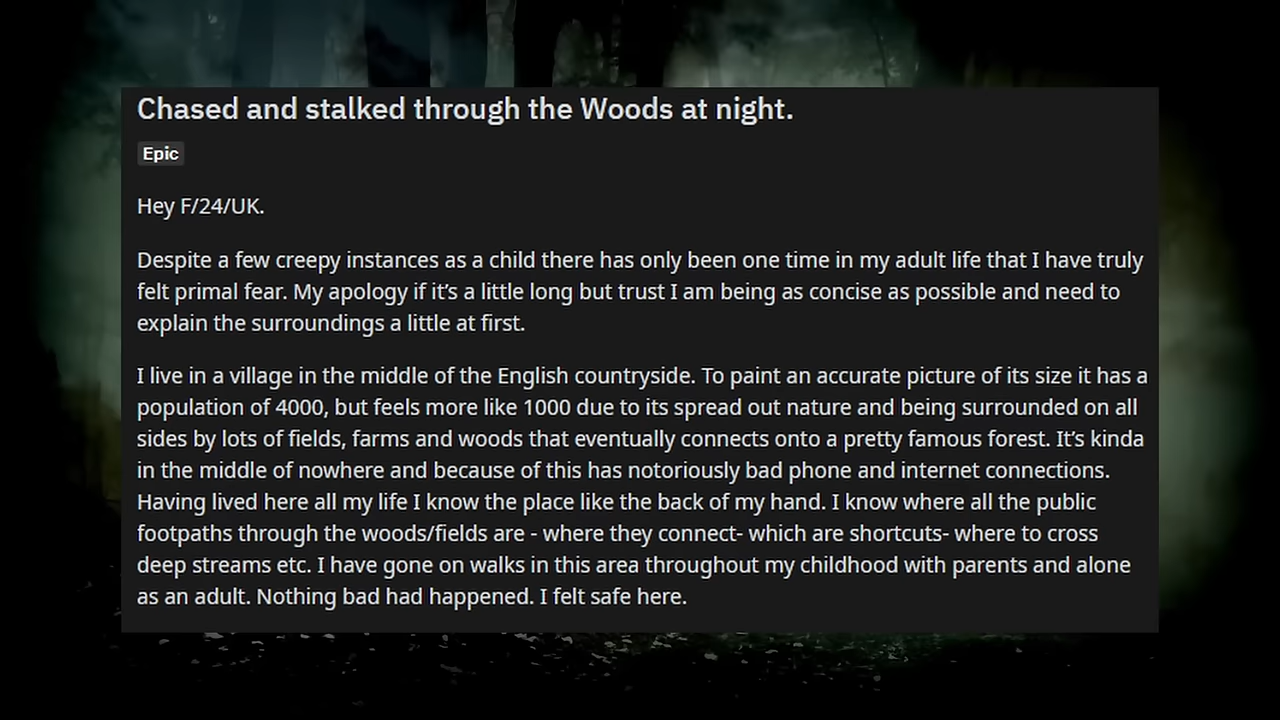 Chased and stalked through the Woods at night.
Epic
Hey F/24/UK.
Despite a few creepy instances as a child there has only been one time in my adult life that I have truly
felt primal fear. My apology if it’s a little long but trust I am being as concise as possible and need to
explain the surroundings a little at first.
I live in a village in the middle of the English countryside. To paint an accurate picture of its size it has a
population of 4000, but feels more like 1000 due to its spread out nature and being surrounded on all
sides by lots of fields, farms and woods that eventually connects onto a pretty famous forest. It’s kinda
in the middle of nowhere and because of this has notoriously bad phone and internet connections.
Having lived here all my life I know the place like the back of my hand. I know where all the public
footpaths through the woods/fields are - where they connect- which are shortcuts- where to cross
deep streams etc. I have gone on walks in this area throughout my childhood with parents and alone
as an adult. Nothing bad had happened. I felt safe here.